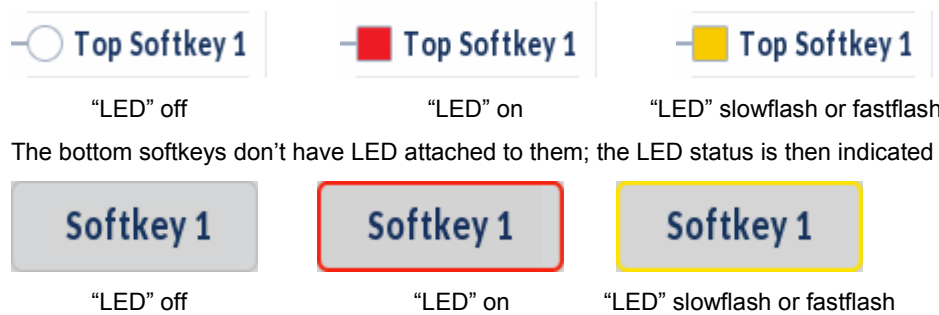 Top Softkey 1 Top Softkey 1 Top Softkey 1
“LED” off “LED” on “LED” slowflash or fastflash
The bottom softkeys don’t have LED attached to them; the LED status is then indicated
Softkey 1 Softkey 1 Softkey 1
“LED” off “LED” on “LED” slowflash or fastflash